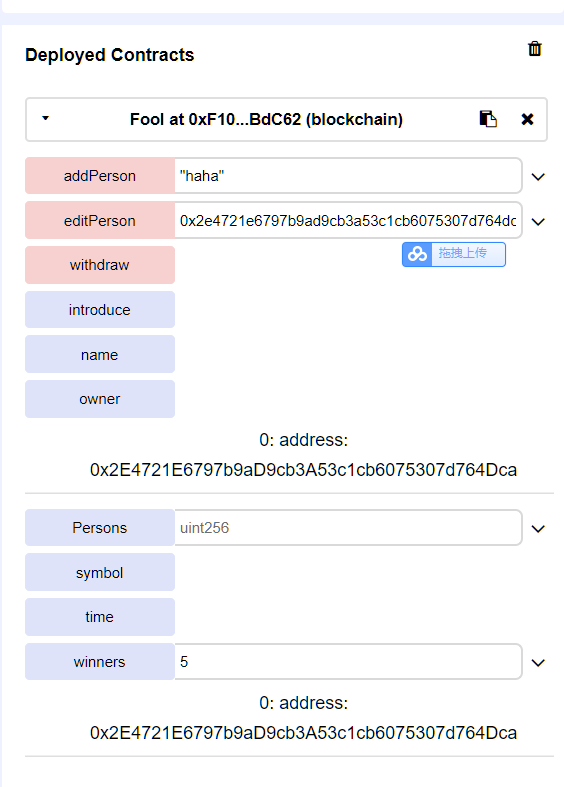 Deployed Contracts
Fool at 0xF10...BdC62 (blockchain)
addPerson "haha"
editPerson 0x2e4721e6797b9ad9cb3a53c1cb6075307d764dc
拖拽上传
withdraw
introduce
name
owner
0: address:
0x2E4721E6797b9aD9cb3A53c1cb6075307d764Dca
Persons uint256
symbol
time
winners 5
0: address:
0x2E4721E6797b9aD9cb3A53c1cb6075307d764Dca